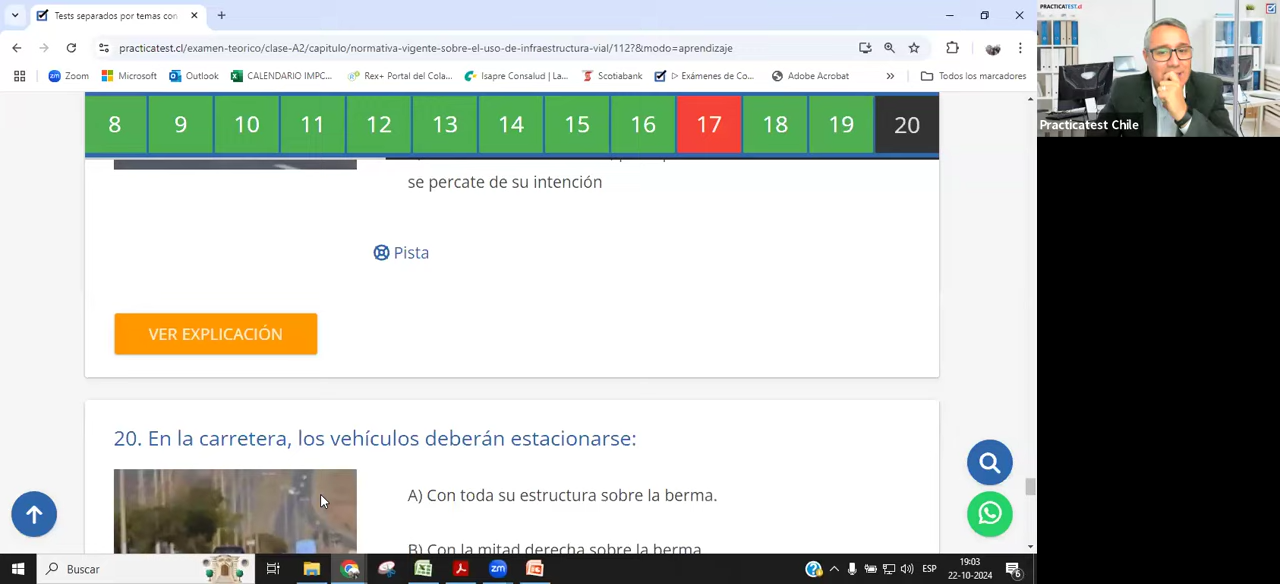 Tests separados por temas con
practicatest.cl/examen-teorico/clase-A2/capitulo/normativa-vigente-sobre-el-uso-de-infraestructura-vial/112?&modo=aprendizaje
Zoom
Microsoft
Outlook
CALENDARIO IMPC...
Rex+ Portal del Cola...
Isapre Consalud | La...
Scotiabank
▷ Exámenes de Co...
Adobe Acrobat
»
Todos los marcadores
8 9 10 11 12 13 14 15 16 17 18 19 20
se percate de su intención
Pista
VER EXPLICACIÓN
20. En la carretera, los vehículos deberán estacionarse:
A) Con toda su estructura sobre la berma.
B) Con la mitad derecha sobre la berma
Buscar
ESP
19:03
22-10-2024
6
PRACTICATEST.cl
Practicatest Chile